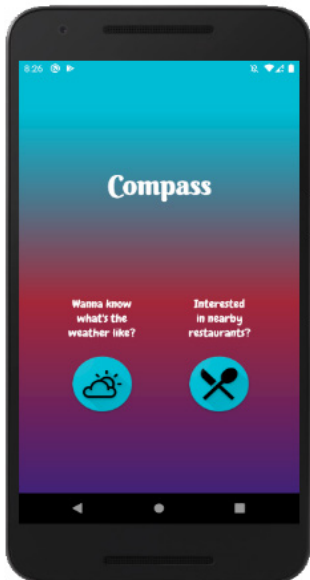 8:26
Compass
Wanna know
what's the
weather like?
Interested
in nearby
restaurants?